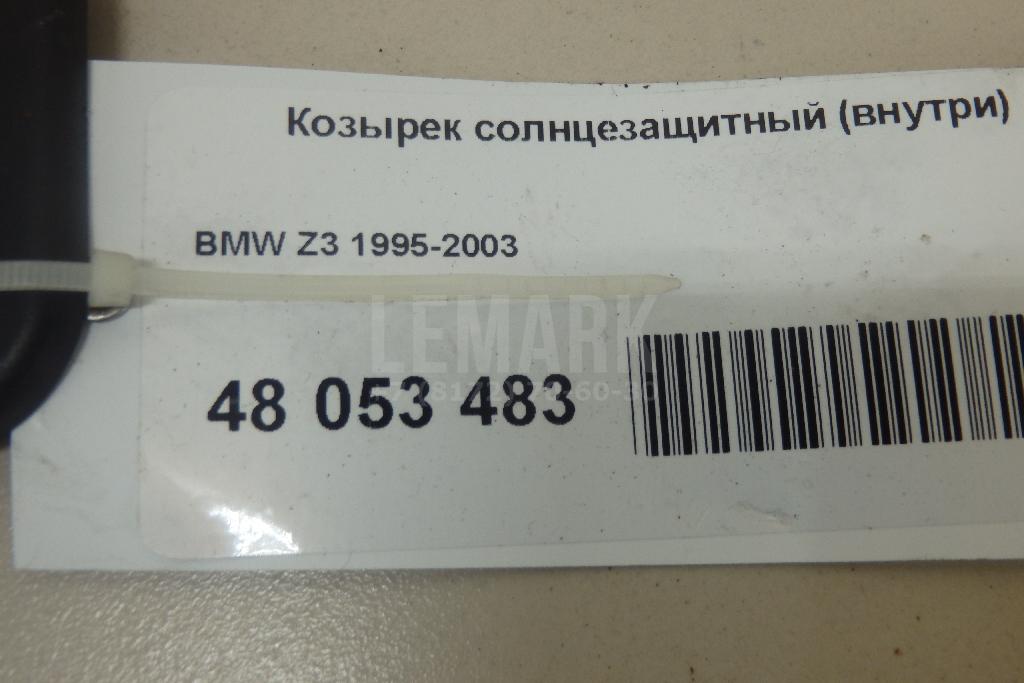 Козырек солнцезащитный (внутри)
BMW Z3 1995-2003
LEMARK
48 053 483